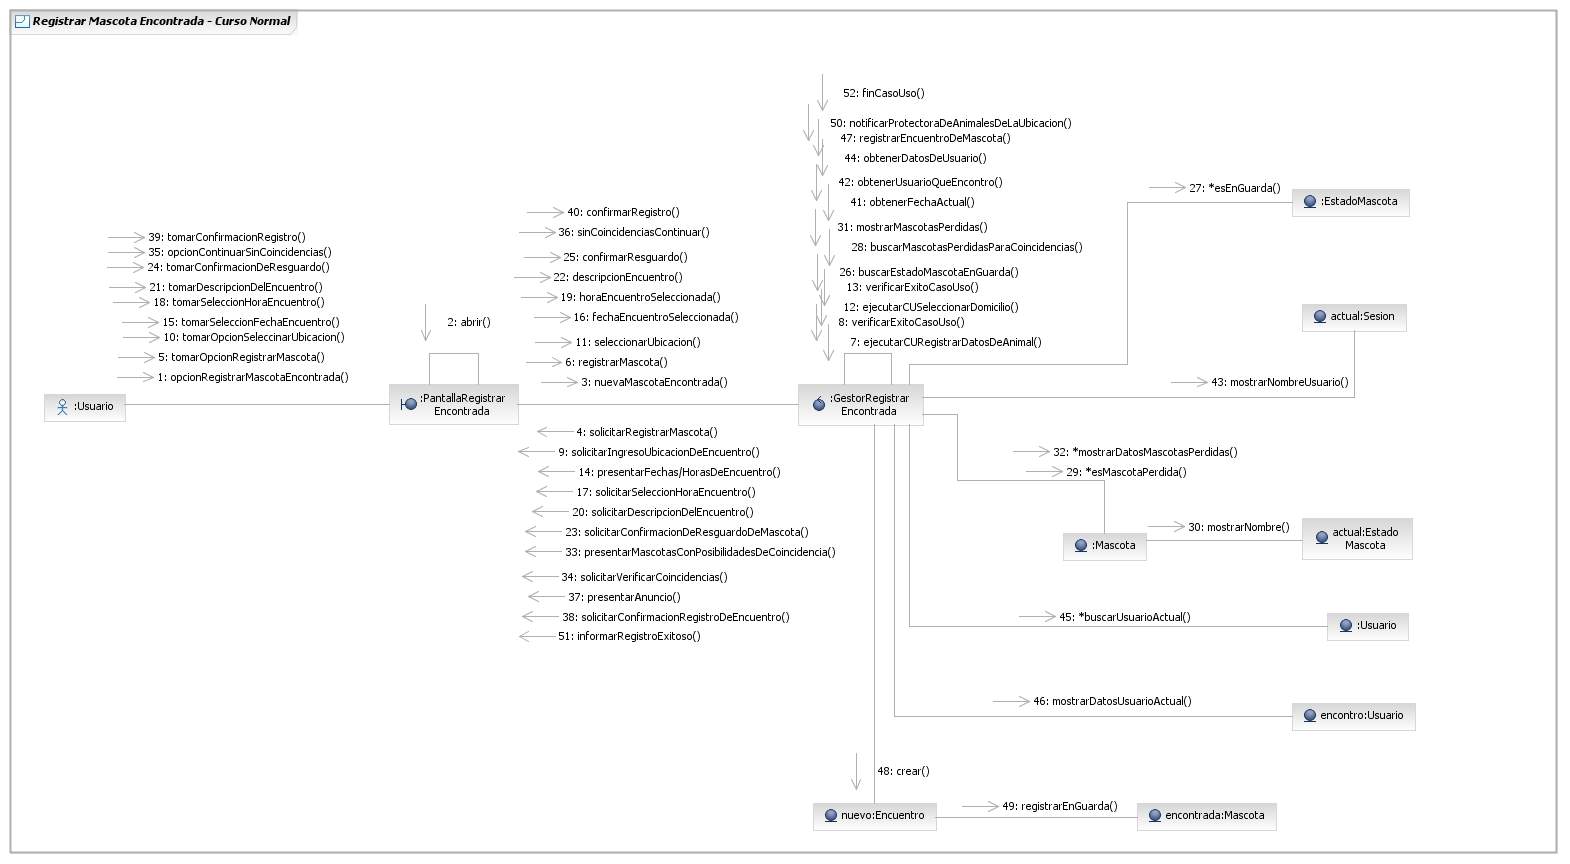 Registrar Mascota Encontrada - Curso Normal
52: finCasoUso()
50: notificarProtectoraDeAnimalesDeLaUbicacion()
47: registrarEncuentroDeMascota()
44: obtenerDatosDeUsuario()
42: obtenerUsuarioQueEncontro()
41: obtenerFechaActual()
31: mostrarMascotasPerdidas()
28: buscarMascotasPerdidasParaCoincidencias()
26: buscarEstadoMascotaEnGuarda()
13: verificarExitoCasoUso()
12: ejecutarCUSeleccionarDomicilio()
8: verificarExitoCasoUso()
7: ejecutarCURegistrarDatosDeAnimal()
27: *esEnGuarda()
:EstadoMascota
40: confirmarRegistro()
36: sinCoincidenciasContinuar()
25: confirmarResguardo()
22: descripcionEncuentro()
19: horaEncuentroSeleccionada()
16: fechaEncuentroSeleccionada()
11: seleccionarUbicacion()
6: registrarMascota()
3: nuevaMascotaEncontrada()
39: tomarConfirmacionRegistro()
35: opcionContinuarSinCoincidencias()
24: tomarConfirmacionDeResguardo()
21: tomarDescripcionDelEncuentro()
18: tomarSeleccionHoraEncuentro()
15: tomarSeleccionFechaEncuentro()
10: tomarOpcionSeleccinarUbicacion()
5: tomarOpcionRegistrarMascota()
1: opcionRegistrarMascotaEncontrada()
2: abrir()
actual:Sesion
43: mostrarNombreUsuario()
:Usuario
:PantallaRegistrar
Encontrada
:GestorRegistrar
Encontrada
4: solicitarRegistrarMascota()
9: solicitarIngresoUbicacionDeEncuentro()
14: presentarFechas/HorasDeEncuentro()
17: solicitarSeleccionHoraEncuentro()
20: solicitarDescripcionDelEncuentro()
23: solicitarConfirmacionDeResguardoDeMascota()
33: presentarMascotasConPosibilidadesDeCoincidencia()
34: solicitarVerificarCoincidencias()
37: presentarAnuncio()
38: solicitarConfirmacionRegistroDeEncuentro()
51: informarRegistroExitoso()
32: *mostrarDatosMascotasPerdidas()
29: *esMascotaPerdida()
30: mostrarNombre()
:Mascota
actual:Estado
Mascota
45: *buscarUsuarioActual()
:Usuario
46: mostrarDatosUsuarioActual()
encontro:Usuario
48: crear()
49: registrarEnGuarda()
nuevo:Encuentro
encontrada:Mascota